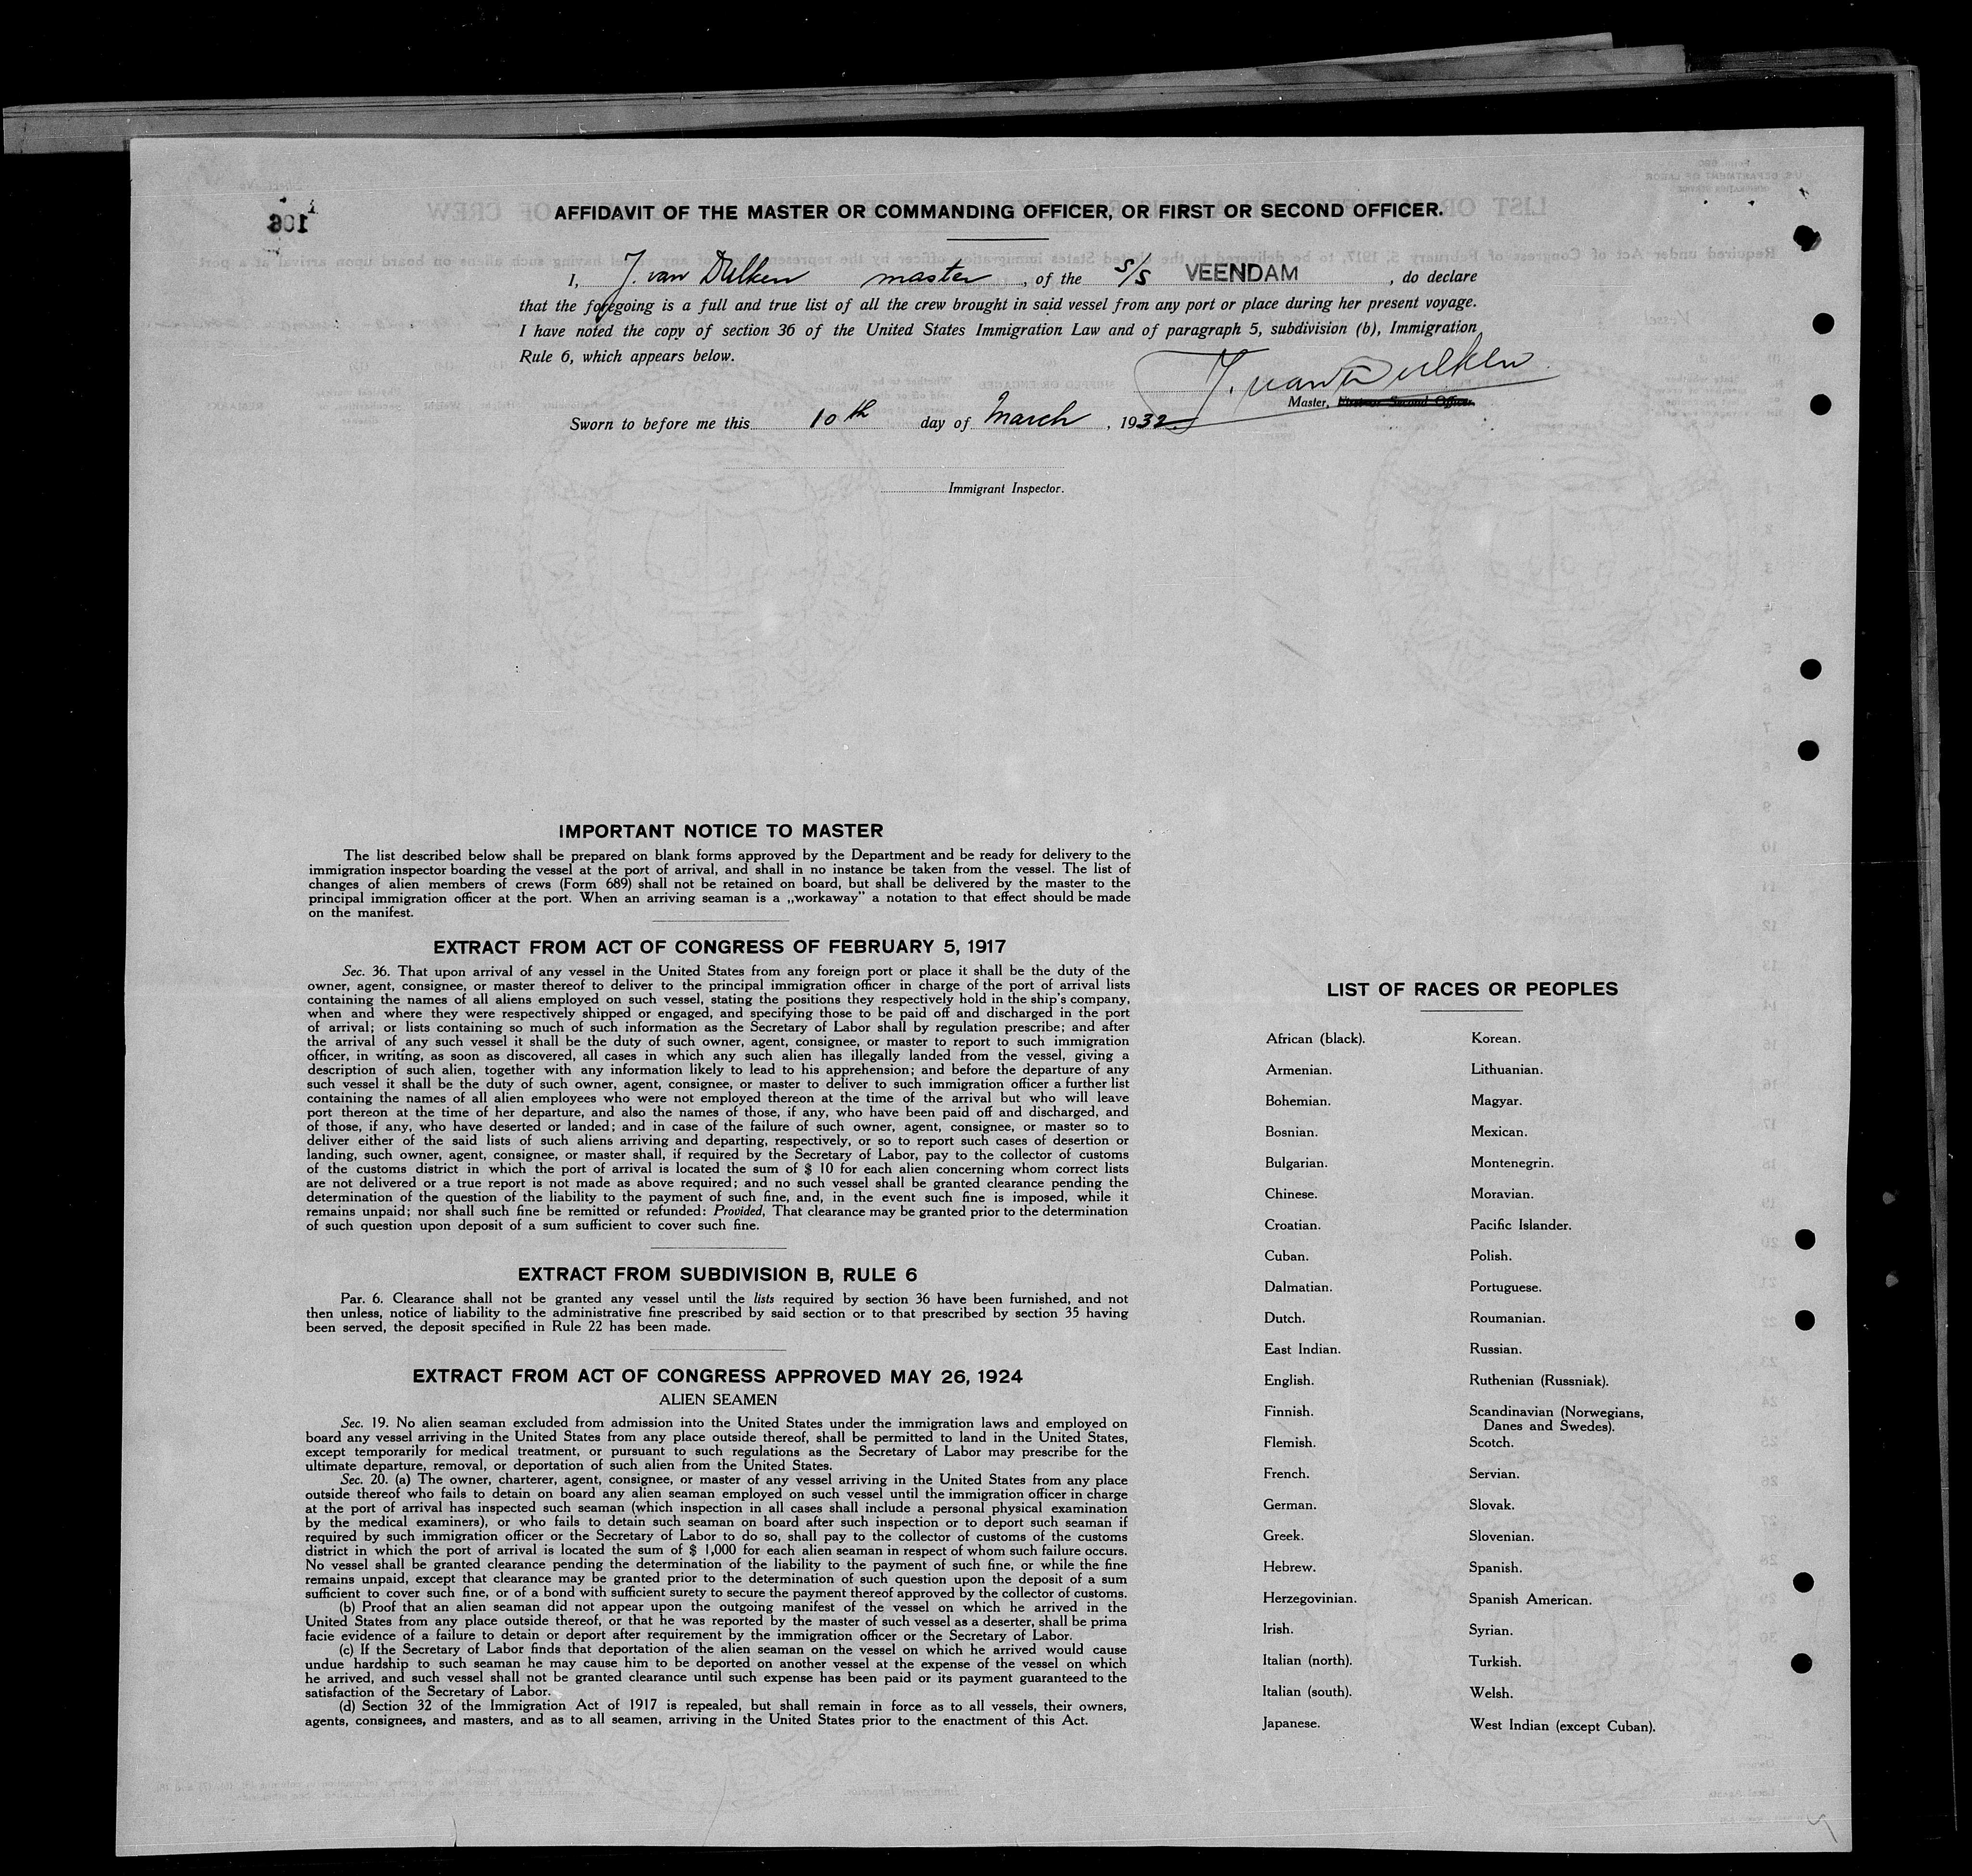 AFFIDAVIT OF THE MASTER OR COMMANDING OFFICER, OR FIRST OR SECOND OFFICER.
I, J. van Dulken master, of the S/S VEENDAM, do declare
that the foregoing is a full and true list of all the crew brought in said vessel from any port or place during her present voyage.
I have noted the copy of section 36 of the United States Immigration Law and of paragraph 5, subdivision (b), Immigration
Rule 6, which appears below.
J. van Dulken
Master, First or Second Officer.
Sworn to before me this 10th day of March, 1932.
Immigrant Inspector.
IMPORTANT NOTICE TO MASTER
The list described below shall be prepared on blank forms approved by the Department and be ready for delivery to the
immigration inspector boarding the vessel at the port of arrival, and shall in no instance be taken from the vessel. The list of
changes of alien members of crews (Form 689) shall not be retained on board, but shall be delivered by the master to the
principal immigration officer at the port. When an arriving seaman is a „workaway" a notation to that effect should be made
on the manifest.
EXTRACT FROM ACT OF CONGRESS OF FEBRUARY 5, 1917
Sec. 36. That upon arrival of any vessel in the United States from any foreign port or place it shall be the duty of the
owner, agent, consignee, or master thereof to deliver to the principal immigration officer in charge of the port of arrival lists
containing the names of all aliens employed on such vessel, stating the positions they respectively hold in the ship's company,
when and where they were respectively shipped or engaged, and specifying those to be paid off and discharged in the port
of arrival; or lists containing so much of such information as the Secretary of Labor shall by regulation prescribe; and after
the arrival of any such vessel it shall be the duty of such owner, agent, consignee, or master to report to such immigration
officer, in writing, as soon as discovered, all cases in which any such alien has illegally landed from the vessel, giving a
description of such alien, together with any information likely to lead to his apprehension; and before the departure of any
such vessel it shall be the duty of such owner, agent, consignee, or master to deliver to such immigration officer a further list
containing the names of all alien employees who were not employed thereon at the time of the arrival but who will leave
port thereon at the time of her departure, and also the names of those, if any, who have been paid off and discharged, and
of those, if any, who have deserted or landed; and in case of the failure of such owner, agent, consignee, or master so to
deliver either of the said lists of such aliens arriving and departing, respectively, or so to report such cases of desertion or
landing, such owner, agent, consignee, or master shall, if required by the Secretary of Labor, pay to the collector of customs
of the customs district in which the port of arrival is located the sum of $ 10 for each alien concerning whom correct lists
are not delivered or a true report is not made as above required; and no such vessel shall be granted clearance pending the
determination of the question of the liability to the payment of such fine, and, in the event such fine is imposed, while it
remains unpaid; nor shall such fine be remitted or refunded: Provided, That clearance may be granted prior to the determination
of such question upon deposit of a sum sufficient to cover such fine.
EXTRACT FROM SUBDIVISION B, RULE 6
Par. 6. Clearance shall not be granted any vessel until the lists required by section 36 have been furnished, and not
then unless, notice of liability to the administrative fine prescribed by said section or to that prescribed by section 35 having
been served, the deposit specified in Rule 22 has been made.
EXTRACT FROM ACT OF CONGRESS APPROVED MAY 26, 1924
ALIEN SEAMEN
Sec. 19. No alien seaman excluded from admission into the United States under the immigration laws and employed on
board any vessel arriving in the United States from any place outside thereof, shall be permitted to land in the United States,
except temporarily for medical treatment, or pursuant to such regulations as the Secretary of Labor may prescribe for the
ultimate departure, removal, or deportation of such alien from the United States.
Sec. 20. (a) The owner, charterer, agent, consignee, or master of any vessel arriving in the United States from any place
outside thereof who fails to detain on board any alien seaman employed on such vessel until the immigration officer in charge
at the port of arrival has inspected such seaman (which inspection in all cases shall include a personal physical examination
by the medical examiners), or who fails to detain such seaman on board after such inspection or to deport such seaman if
required by such immigration officer or the Secretary of Labor to do so, shall pay to the collector of customs of the customs
district in which the port of arrival is located the sum of $ 1,000 for each alien seaman in respect of whom such failure occurs.
No vessel shall be granted clearance pending the determination of the liability to the payment of such fine, or while the fine
remains unpaid, except that clearance may be granted prior to the determination of such question upon the deposit of a sum
sufficient to cover such fine, or of a bond with sufficient surety to secure the payment thereof approved by the collector of customs.
(b) Proof that an alien seaman did not appear upon the outgoing manifest of the vessel on which he arrived in the
United States from any place outside thereof, or that he was reported by the master of such vessel as a deserter, shall be prima
facie evidence of a failure to detain or deport after requirement by the immigration officer or the Secretary of Labor.
(c) If the Secretary of Labor finds that deportation of the alien seaman on the vessel on which he arrived would cause
undue hardship to such seaman he may cause him to be deported on another vessel at the expense of the vessel on which
he arrived, and such vessel shall not be granted clearance until such expense has been paid or its payment guaranteed to the
satisfaction of the Secretary of Labor.
(d) Section 32 of the Immigration Act of 1917 is repealed, but shall remain in force as to all vessels, their owners,
agents, consignees, and masters, and as to all seamen, arriving in the United States prior to the enactment of this Act.
LIST OF RACES OR PEOPLES
African (black).
Armenian.
Bohemian.
Bosnian.
Bulgarian.
Chinese.
Croatian.
Cuban.
Dalmatian.
Dutch.
East Indian.
English.
Finnish.
Flemish.
French.
German.
Greek.
Hebrew.
Herzegovinian.
Irish.
Italian (north).
Italian (south).
Japanese.
Korean.
Lithuanian.
Magyar.
Mexican.
Montenegrin.
Moravian.
Pacific Islander.
Polish.
Portuguese.
Roumanian.
Russian.
Ruthenian (Russniak).
Scandinavian (Norwegians,
Danes and Swedes).
Scotch.
Servian.
Slovak.
Slovenian.
Spanish.
Spanish American.
Syrian.
Turkish.
Welsh.
West Indian (except Cuban).